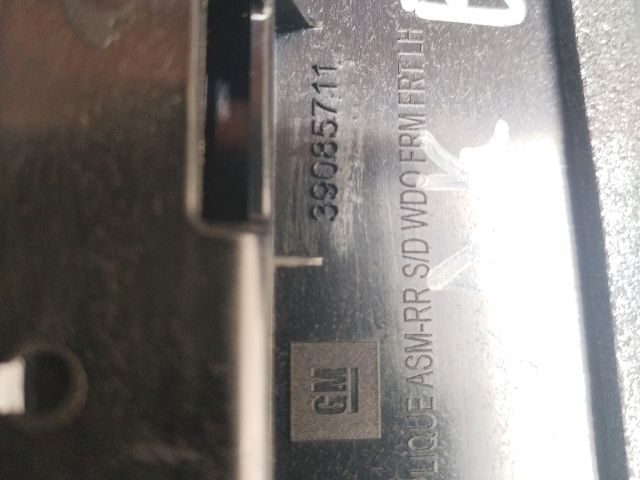 39085711
GM
PLIQUE ASM-RR S/D WDO FRM FRT LH